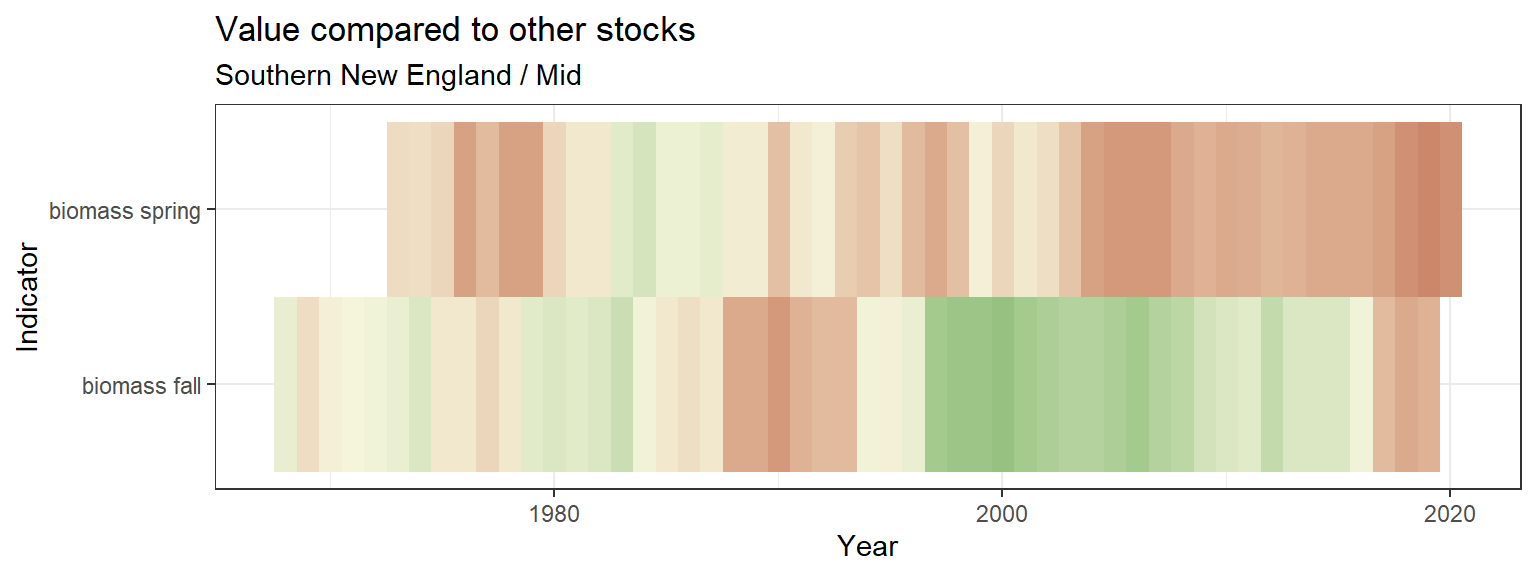 Value compared to other stocks
Southern New England / Mid
Indicator
biomass spring
biomass fall
1980
2000
2020
Year